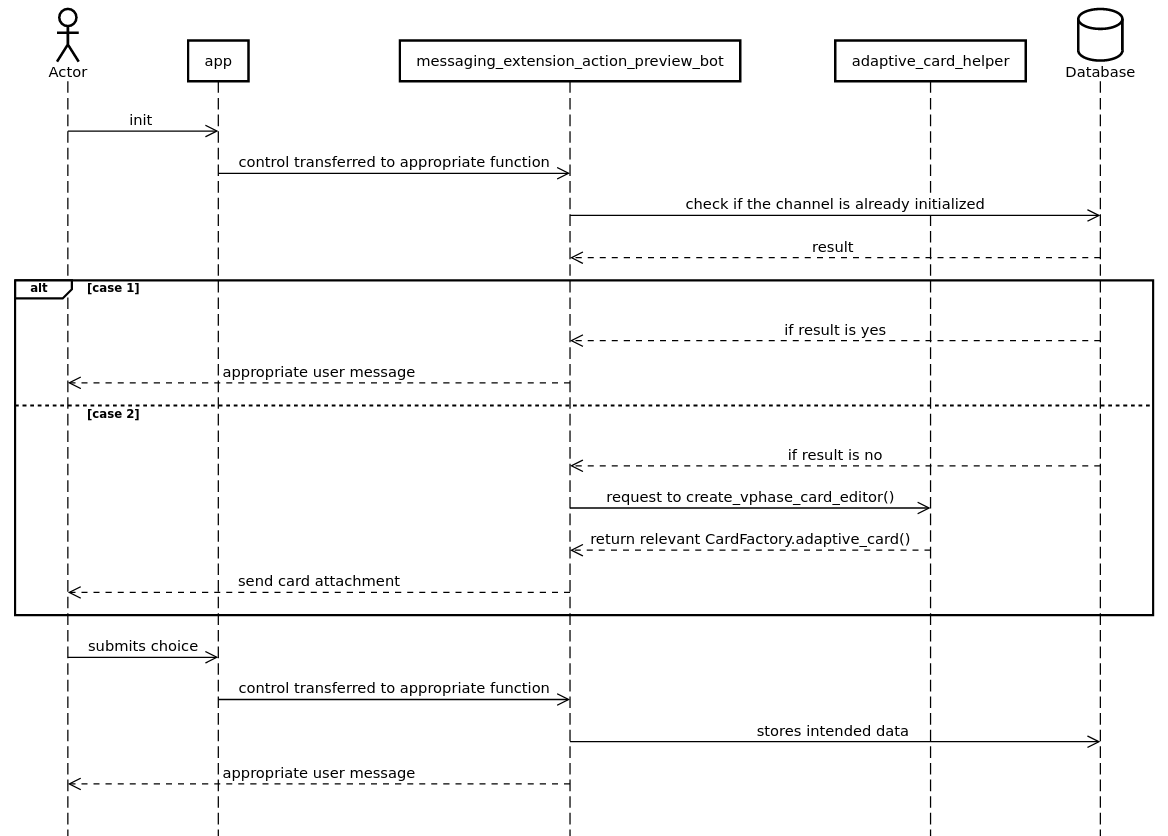 Actor
app
messaging_extension_action_preview_bot
adaptive_card_helper
Database
init
control transferred to appropriate function
check if the channel is already initialized
result
alt
[case 1]
if result is yes
appropriate user message
[case 2]
if result is no
request to create_vphase_card_editor()
return relevant CardFactory.adaptive_card()
send card attachment
submits choice
control transferred to appropriate function
stores intended data
appropriate user message